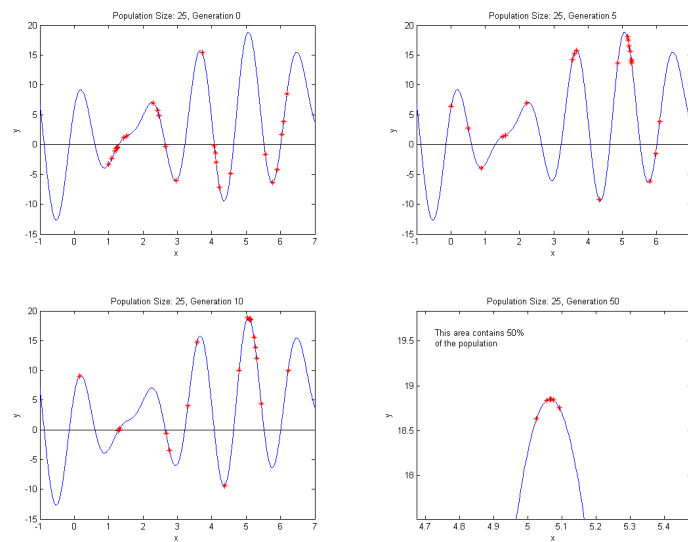 Population Size: 25, Generation 0
20
15
10
5
0
-5
-10
-15
y
-1 0 1 2 3 4 5 6 7
x
Population Size: 25, Generation 5
20
15
10
5
0
-5
-10
-15
y
-1 0 1 2 3 4 5 6
x
Population Size: 25, Generation 10
20
15
10
5
0
-5
-10
-15
y
-1 0 1 2 3 4 5 6 7
x
Population Size: 25, Generation 50
This area contains 50%
of the population
19.5
19
18.5
18
y
4.7 4.8 4.9 5 5.1 5.2 5.3 5.4
x